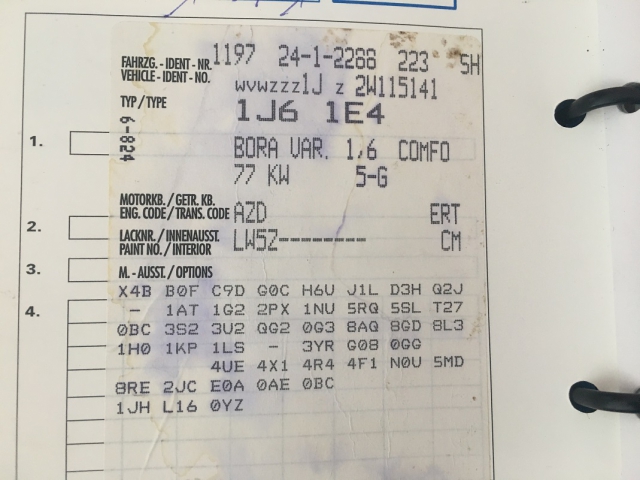 FAHRZG.-IDENT-NR. 1197 24-1-2288 223 5H
VEHICLE-IDENT-NO. WVWZZZ1J Z 2W115141
TYP/TYPE 1J6 1E4
6-824
1. BORA VAR. 1,6 COMFO
77 KW 5-G
MOTORKB./GETR.KB.
ENG.CODE/TRANS.CODE AZD ERT
2. LACKNR./INNENAUSST. LW5Z-------- CM
PAINT NO./INTERIOR
3. M.-AUSST./OPTIONS
X4B B0F C9D G0C H6U J1L D3H Q2J
4. - 1AT 1G2 2PX 1NU 5RQ 5SL T27
0BC 3S2 3U2 QG2 0G3 8AQ 8GD 8L3
1H0 1KP 1LS - 3YR G08 0GG
4UE 4X1 4R4 4F1 N0U 5MD
8RE 2JC E0A 0AE 0BC
1JH L16 0YZ